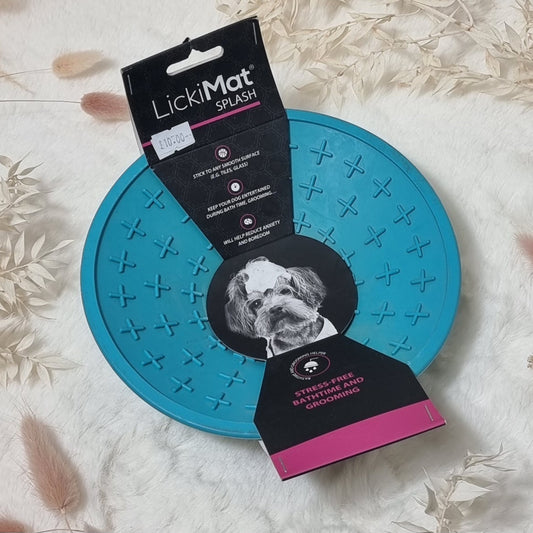 LickiMat®
SPLASH
£10.00
STICK TO ANY SMOOTH SURFACE
(E.G. TILES, GLASS)
KEEP YOUR DOG ENTERTAINED
DURING BATH TIME, GROOMING...
WILL HELP REDUCE ANXIETY
AND BOREDOM
STRESS-FREE
BATHTIME AND
GROOMING